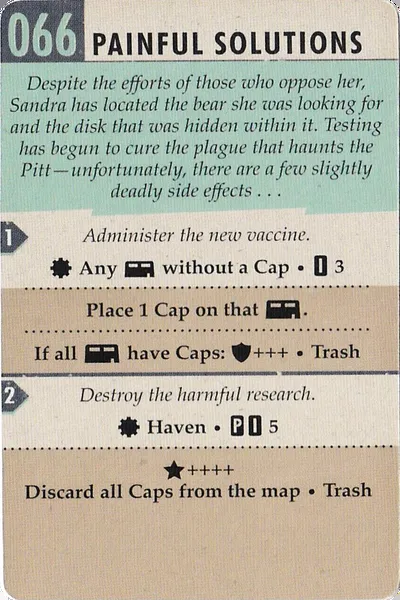 066 PAINFUL SOLUTIONS
Despite the efforts of those who oppose her,
Sandra has located the bear she was looking for
and the disk that was hidden within it. Testing
has begun to cure the plague that haunts the
Pitt—unfortunately, there are a few slightly
deadly side effects . . .
1
Administer the new vaccine.
Any without a Cap • I 3
Place 1 Cap on that .
If all have Caps: +++ • Trash
2
Destroy the harmful research.
Haven • P I 5
++++
Discard all Caps from the map • Trash